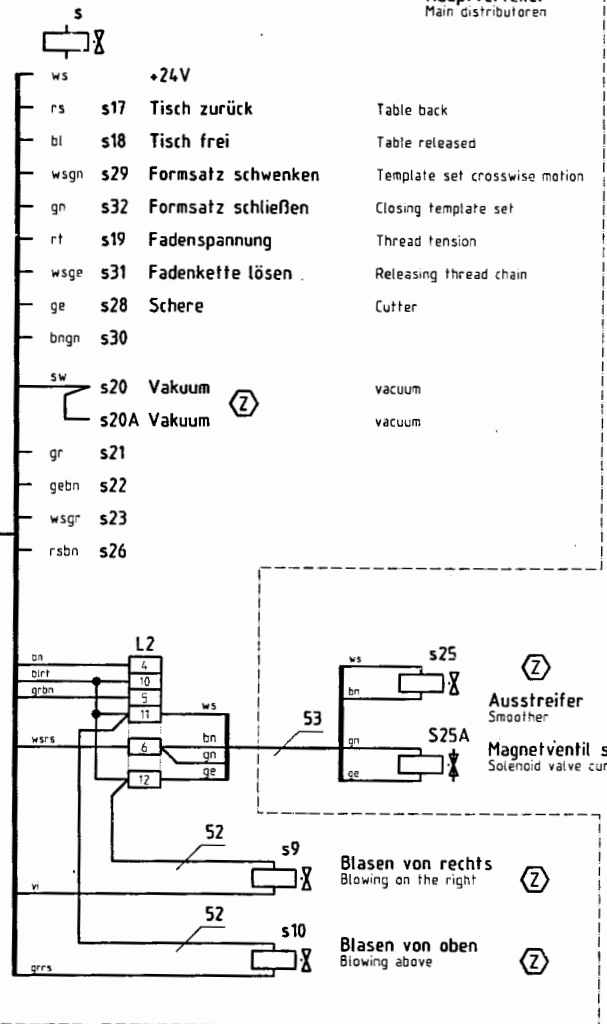 Main distributoren
s
ws +24V
rs s17 Tisch zurück Table back
bl s18 Tisch frei Table released
wsgn s29 Formsatz schwenken Template set crosswise motion
gn s32 Formsatz schließen Closing template set
rt s19 Fadenspannung Thread tension
wsge s31 Fadenkette lösen Releasing thread chain
ge s28 Schere Cutter
bngn s30
sw s20 Vakuum vacuum
Z
s20A Vakuum vacuum
gr s21
gebn s22
wsgr s23
rsbn s26
L2
bn 4
blrt 10
grbn 5
11 ws
wsrs 6 bn
gn
12 ge
53
ws s25 Z
bn
Ausstreifer
Smoother
gn S25A
Magnetventil s
Solenoid valve cur
ge
52
s9
Blasen von rechts
Blowing on the right Z
vi
52
s10
Blasen von oben
Blowing above Z
grrs